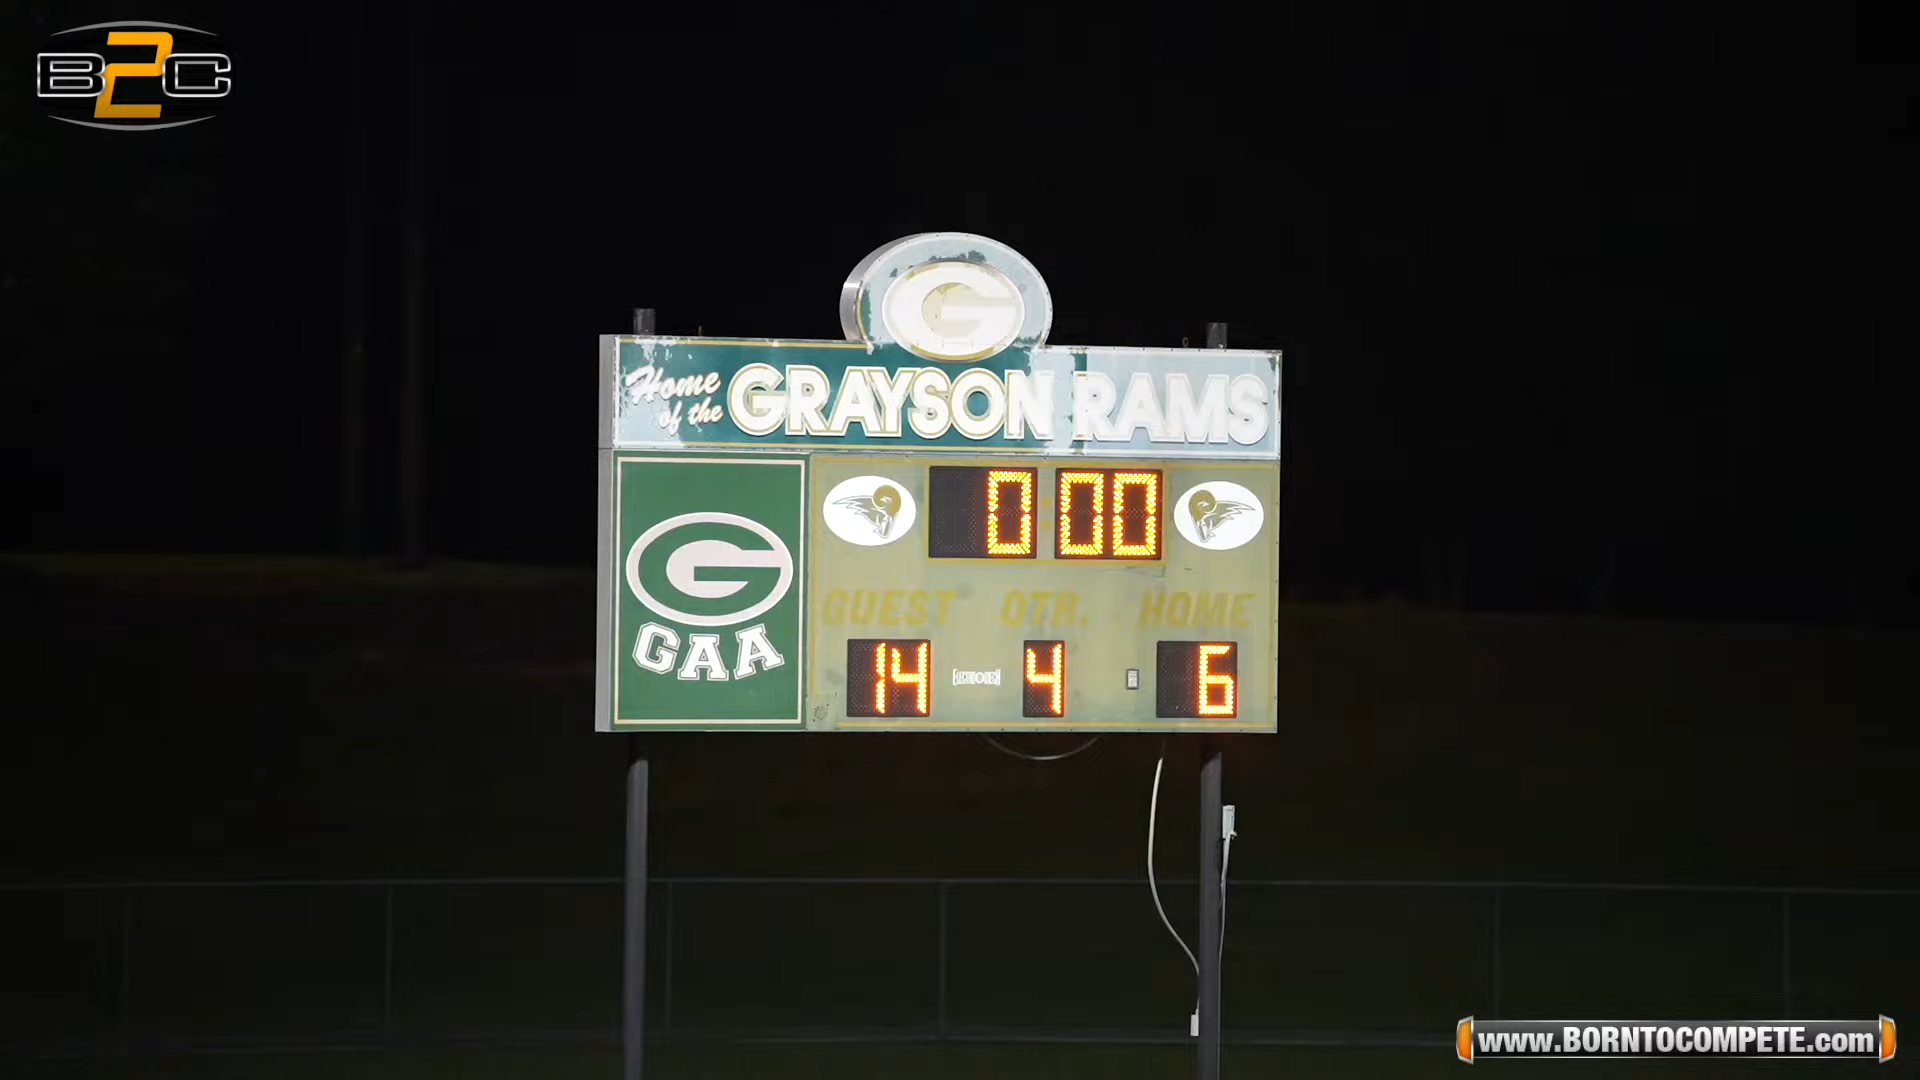 B2C
G
Home
of the
GRAYSON RAMS
0:00
G
GAA
GUEST QTR. HOME
14 4 6
www.BORNTOCOMPETE.com